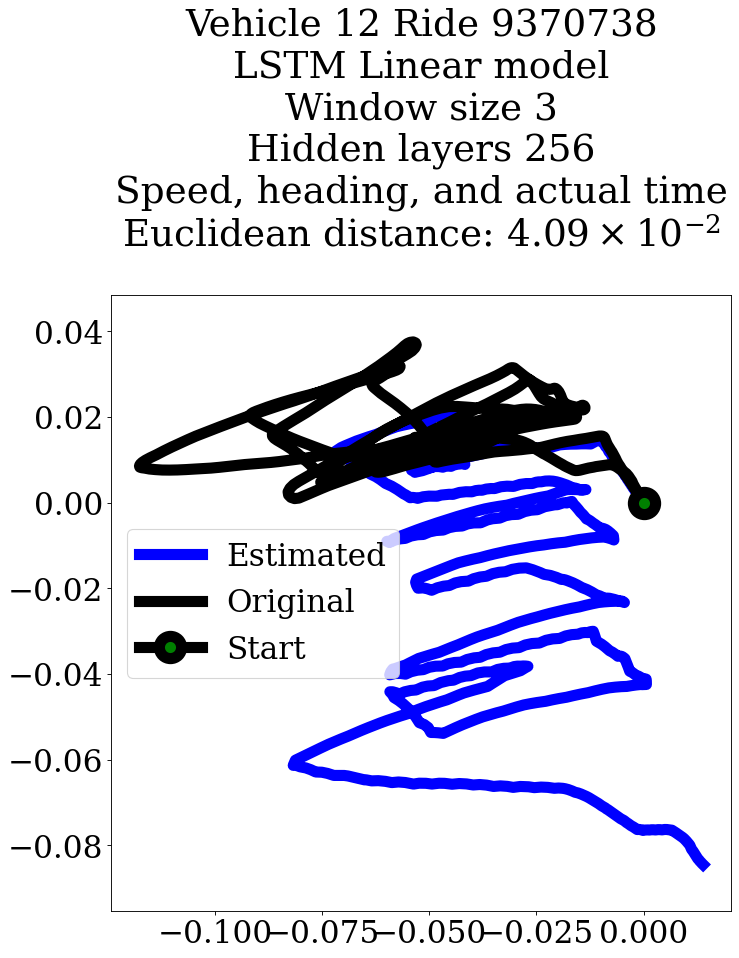 Vehicle 12 Ride 9370738
LSTM Linear model
Window size 3
Hidden layers 256
Speed, heading, and actual time
Euclidean distance: 4.09 × 10⁻²
0.04
0.02
0.00
−0.02
−0.04
−0.06
−0.08
Estimated
Original
Start
−0.100 −0.075 −0.050 −0.025 0.000